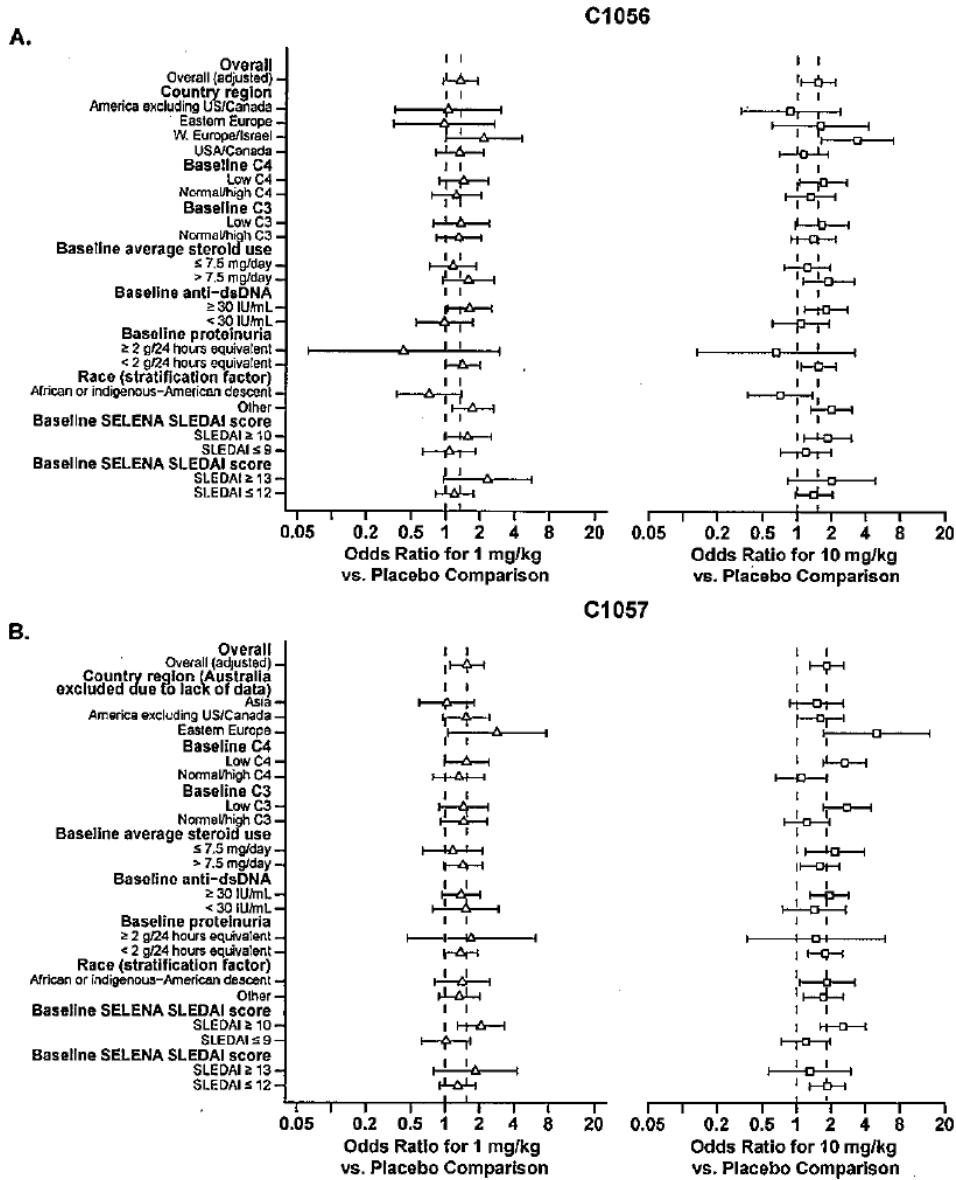 C1056
A.
Overall
Overall (adjusted)
Country region
America excluding US/Canada
Eastern Europe
W. Europe/Israel
USA/Canada
Baseline C4
Low C4
Normal/high C4
Baseline C3
Low C3
Normal/high C3
Baseline average steroid use
≤ 7.5 mg/day
> 7.5 mg/day
Baseline anti-dsDNA
≥ 30 IU/mL
< 30 IU/mL
Baseline proteinuria
≥ 2 g/24 hours equivalent
< 2 g/24 hours equivalent
Race (stratification factor)
African or indigenous-American descent
Other
Baseline SELENA SLEDAI score
SLEDAI ≥ 10
SLEDAI ≤ 9
Baseline SELENA SLEDAI score
SLEDAI ≥ 13
SLEDAI ≤ 12
0.05 0.2 0.5 1 2 4 8 20
Odds Ratio for 1 mg/kg
vs. Placebo Comparison
0.05 0.2 0.5 1 2 4 8 20
Odds Ratio for 10 mg/kg
vs. Placebo Comparison
C1057
B.
Overall
Overall (adjusted)
Country region (Australia
excluded due to lack of data)
Asia
America excluding US/Canada
Eastern Europe
Baseline C4
Low C4
Normal/high C4
Baseline C3
Low C3
Normal/high C3
Baseline average steroid use
≤ 7.5 mg/day
> 7.5 mg/day
Baseline anti-dsDNA
≥ 30 IU/mL
< 30 IU/mL
Baseline proteinuria
≥ 2 g/24 hours equivalent
< 2 g/24 hours equivalent
Race (stratification factor)
African or indigenous-American descent
Other
Baseline SELENA SLEDAI score
SLEDAI ≥ 10
SLEDAI ≤ 9
Baseline SELENA SLEDAI score
SLEDAI ≥ 13
SLEDAI ≤ 12
0.05 0.2 0.5 1 2 4 8 20
Odds Ratio for 1 mg/kg
vs. Placebo Comparison
0.05 0.2 0.5 1 2 4 8 20
Odds Ratio for 10 mg/kg
vs. Placebo Comparison